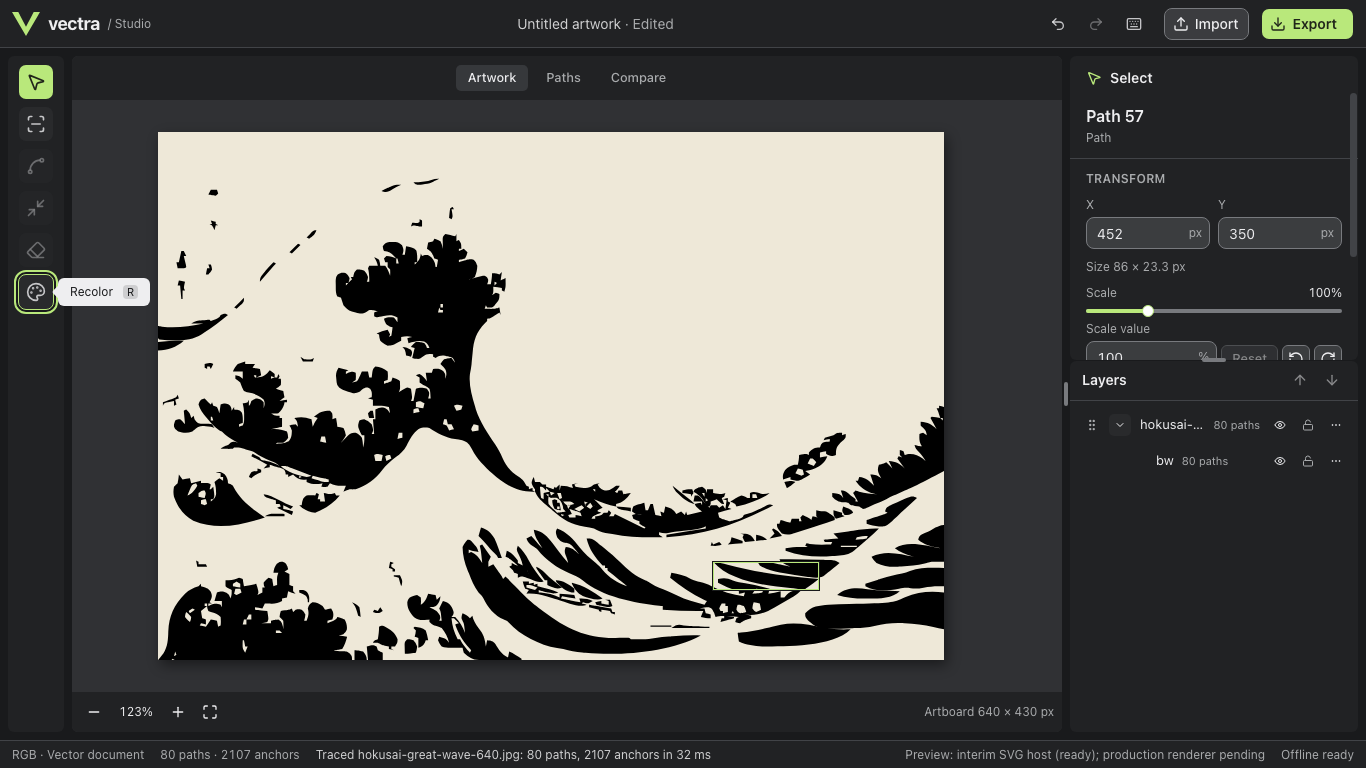 vectra / Studio
Untitled artwork · Edited
Import
Export
Artwork
Paths
Compare
Recolor R
Select
Path 57
Path
TRANSFORM
X
Y
452 px
350 px
Size 86 × 23.3 px
Scale
100%
Scale value
100 %
Reset
Layers
hokusai-... 80 paths
bw 80 paths
123%
Artboard 640 × 430 px
RGB · Vector document
80 paths · 2107 anchors
Traced hokusai-great-wave-640.jpg: 80 paths, 2107 anchors in 32 ms
Preview: interim SVG host (ready); production renderer pending
Offline ready